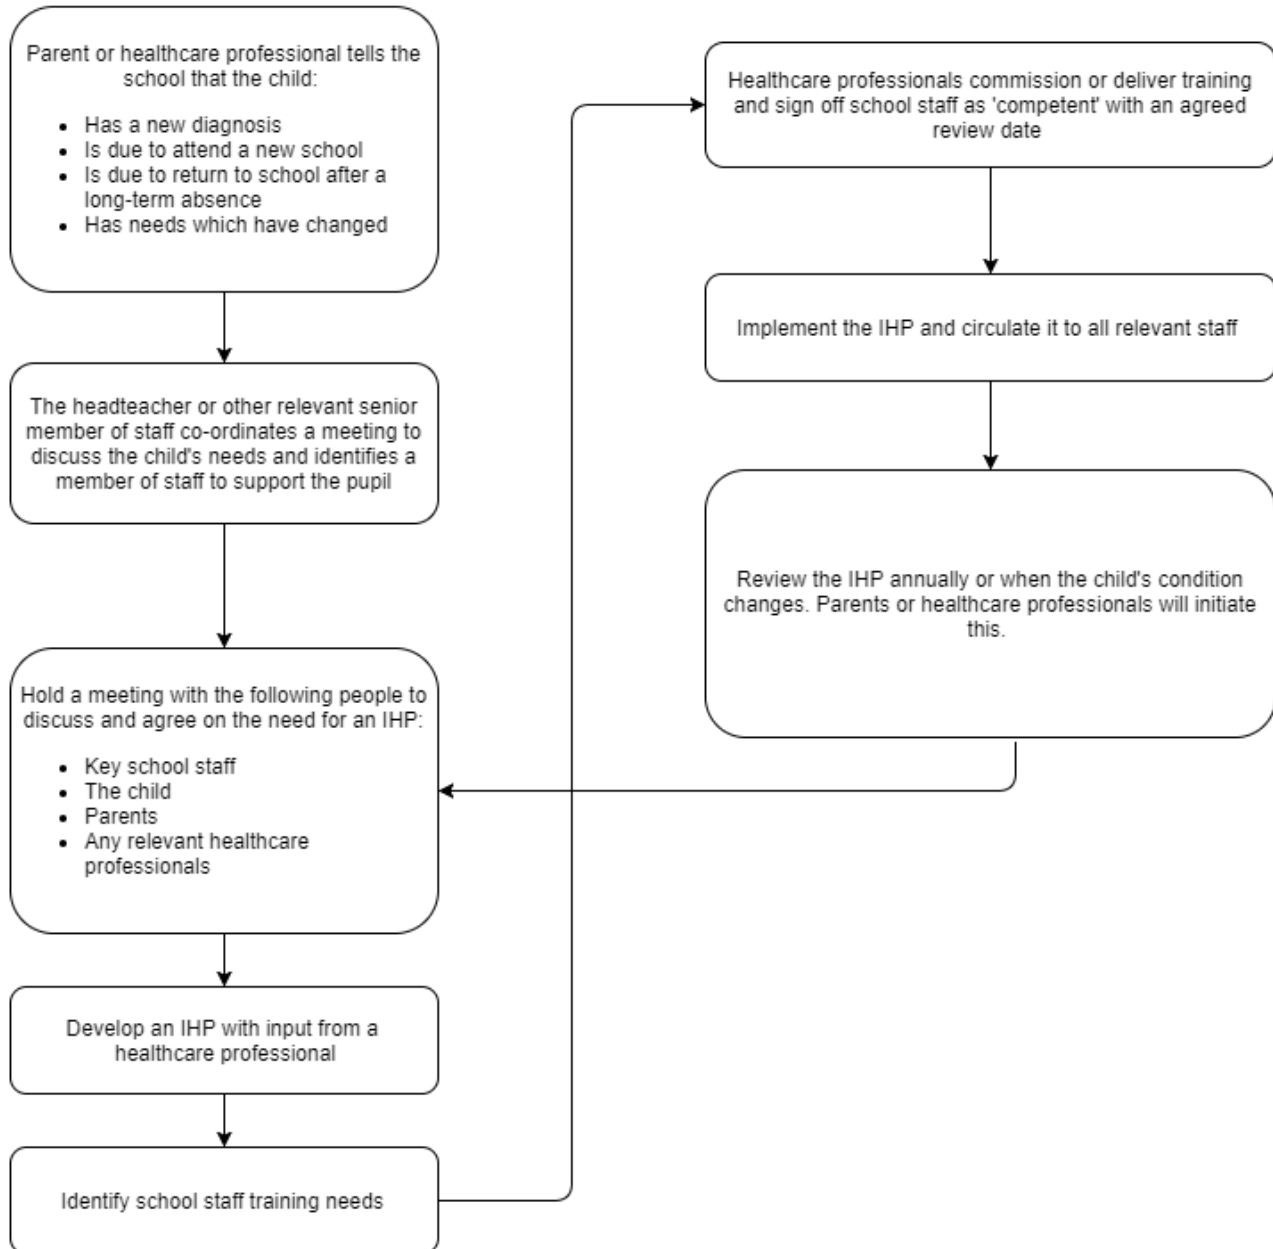 Parent or healthcare professional tells the
school that the child:
• Has a new diagnosis
• Is due to attend a new school
• Is due to return to school after a
long-term absence
• Has needs which have changed
The headteacher or other relevant senior
member of staff co-ordinates a meeting to
discuss the child's needs and identifies a
member of staff to support the pupil
Hold a meeting with the following people to
discuss and agree on the need for an IHP:
• Key school staff
• The child
• Parents
• Any relevant healthcare
professionals
Develop an IHP with input from a
healthcare professional
Identify school staff training needs
Healthcare professionals commission or deliver training
and sign off school staff as 'competent' with an agreed
review date
Implement the IHP and circulate it to all relevant staff
Review the IHP annually or when the child's condition
changes. Parents or healthcare professionals will initiate
this.